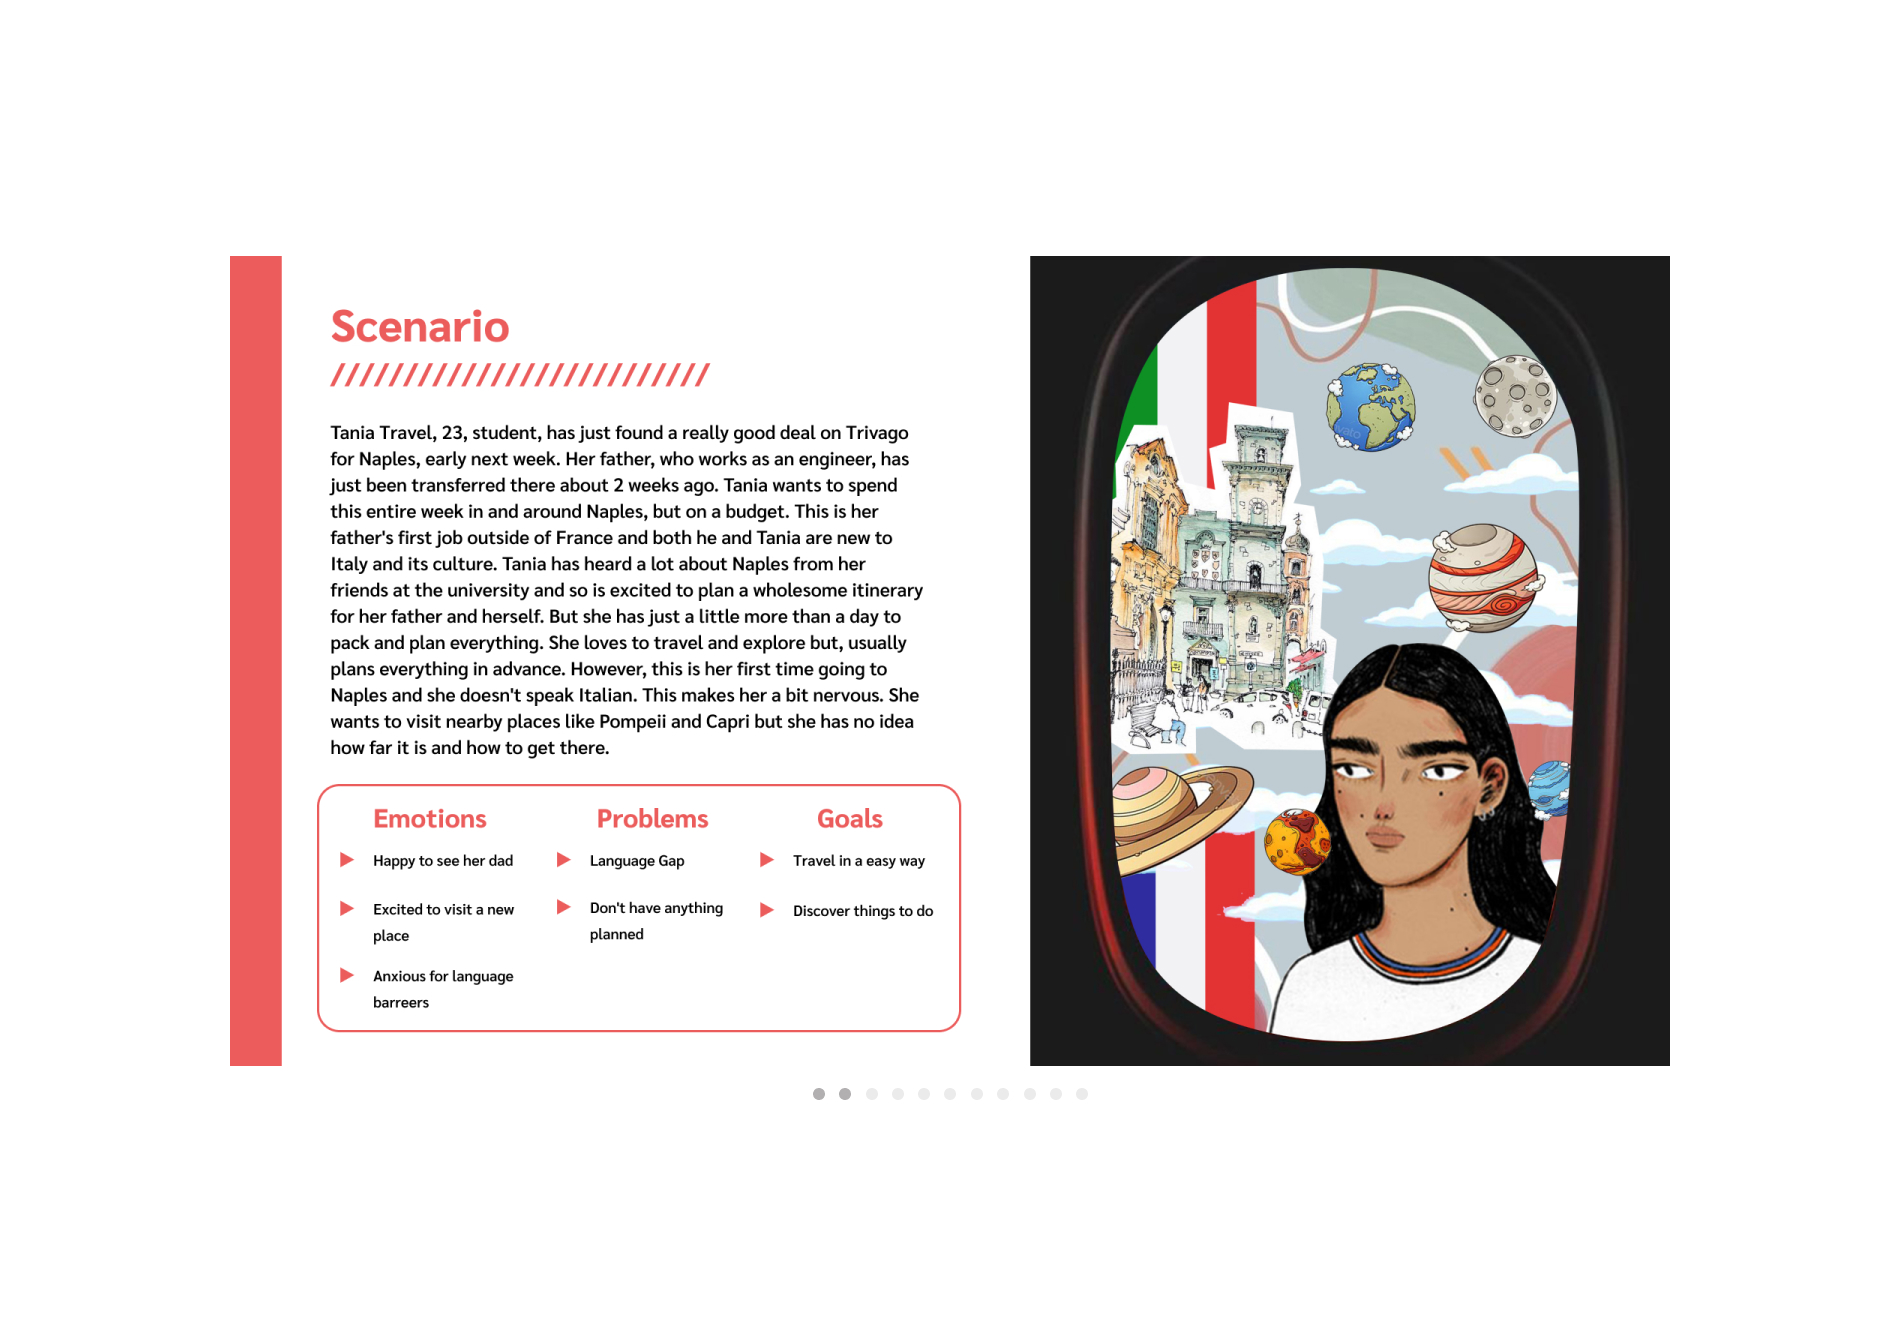 Scenario
Tania Travel, 23, student, has just found a really good deal on Trivago
for Naples, early next week. Her father, who works as an engineer, has
just been transferred there about 2 weeks ago. Tania wants to spend
this entire week in and around Naples, but on a budget. This is her
father's first job outside of France and both he and Tania are new to
Italy and its culture. Tania has heard a lot about Naples from her
friends at the university and so is excited to plan a wholesome itinerary
for her father and herself. But she has just a little more than a day to
pack and plan everything. She loves to travel and explore but, usually
plans everything in advance. However, this is her first time going to
Naples and she doesn't speak Italian. This makes her a bit nervous. She
wants to visit nearby places like Pompeii and Capri but she has no idea
how far it is and how to get there.
Emotions
Happy to see her dad
Excited to visit a new
place
Anxious for language
barreers
Problems
Language Gap
Don't have anything
planned
Goals
Travel in a easy way
Discover things to do